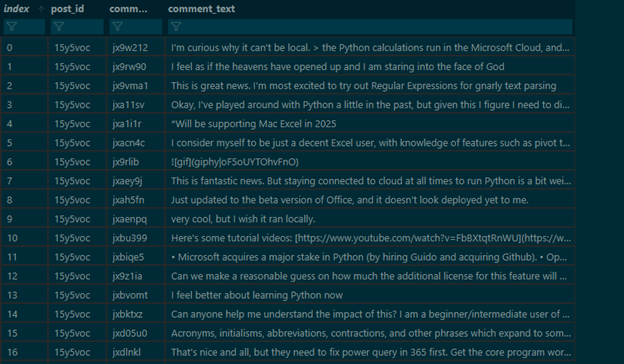 index post_id comm... comment_text
0 15y5voc jx9w212 I'm curious why it can't be local. > the Python calculations run in the Microsoft Cloud, and...
1 15y5voc jx9rw90 I feel as if the heavens have opened up and I am staring into the face of God
2 15y5voc jx9vma1 This is great news. I'm most excited to try out Regular Expressions for gnarly text parsing
3 15y5voc jxa11sv Okay, I've played around with Python a little in the past, but given this I figure I need to di...
4 15y5voc jxa1i1r *Will be supporting Mac Excel in 2025
5 15y5voc jxacn4c I consider myself to be just a decent Excel user, with knowledge of features such as pivot t...
6 15y5voc jx9rlib ![gif](giphy|oF5oUYTOhvFnO)
7 15y5voc jxaey9j This is fantastic news. But staying connected to cloud at all times to run Python is a bit wei...
8 15y5voc jxah5fn Just updated to the beta version of Office, and it doesn't look deployed yet to me.
9 15y5voc jxaenpq very cool, but I wish it ran locally.
10 15y5voc jxbu399 Here's some tutorial videos: [https://www.youtube.com/watch?v=FbBXtqtRnWU](https://w...
11 15y5voc jxbiqe5 • Microsoft acquires a major stake in Python (by hiring Guido and acquiring Github). • Op...
12 15y5voc jx9z1ia Can we make a reasonable guess on how much the additional license for this feature will ...
13 15y5voc jxbvomt I feel better about learning Python now
14 15y5voc jxbktxz Can anyone help me understand the impact of this? I am a beginner/intermediate user of ...
15 15y5voc jxd05u0 Acronyms, initialisms, abbreviations, contractions, and other phrases which expand to som...
16 15y5voc jxdlnkl That's nice and all, but they need to fix power query in 365 first. Get the core program wor...